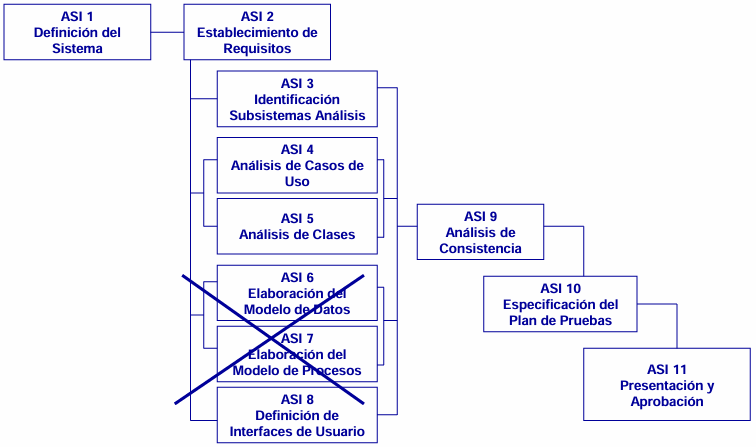 ASI 1
Definición del
Sistema
ASI 2
Establecimiento de
Requisitos
ASI 3
Identificación
Subsistemas Análisis
ASI 4
Análisis de Casos de
Uso
ASI 5
Análisis de Clases
ASI 6
Elaboración del
Modelo de Datos
ASI 7
Elaboración del
Modelo de Procesos
ASI 8
Definición de
Interfaces de Usuario
ASI 9
Análisis de
Consistencia
ASI 10
Especificación del
Plan de Pruebas
ASI 11
Presentación y
Aprobación